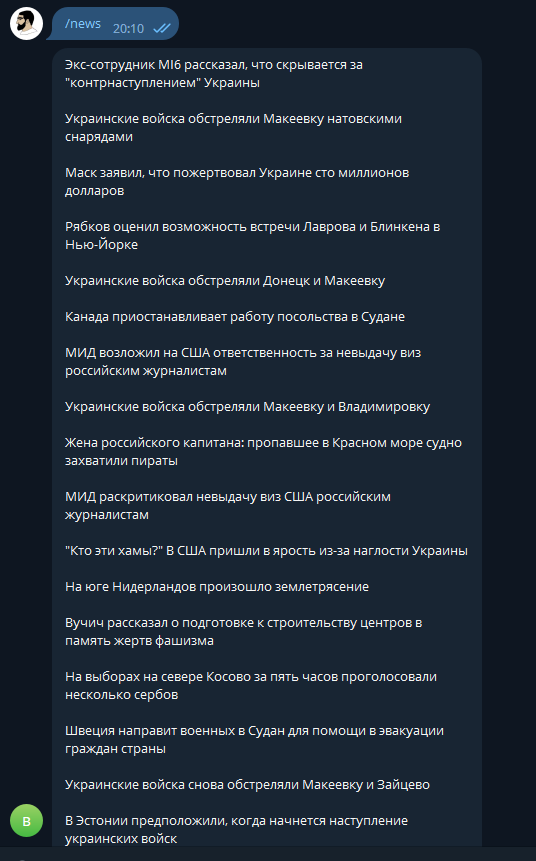 /news
20:10
Экс-сотрудник MI6 рассказал, что скрывается за
"контрнаступлением" Украины
Украинские войска обстреляли Макеевку натовскими
снарядами
Маск заявил, что пожертвовал Украине сто миллионов
долларов
Рябков оценил возможность встречи Лаврова и Блинкена в
Нью-Йорке
Украинские войска обстреляли Донецк и Макеевку
Канада приостанавливает работу посольства в Судане
МИД возложил на США ответственность за невыдачу виз
российским журналистам
Украинские войска обстреляли Макеевку и Владимировку
Жена российского капитана: пропавшее в Красном море судно
захватили пираты
МИД раскритиковал невыдачу виз США российским
журналистам
"Кто эти хамы?" В США пришли в ярость из-за наглости Украины
На юге Нидерландов произошло землетрясение
Вучич рассказал о подготовке к строительству центров в
память жертв фашизма
На выборах на севере Косово за пять часов проголосовали
несколько сербов
Швеция направит военных в Судан для помощи в эвакуации
граждан страны
Украинские войска снова обстреляли Макеевку и Зайцево
В Эстонии предположили, когда начнется наступление
украинских войск
В